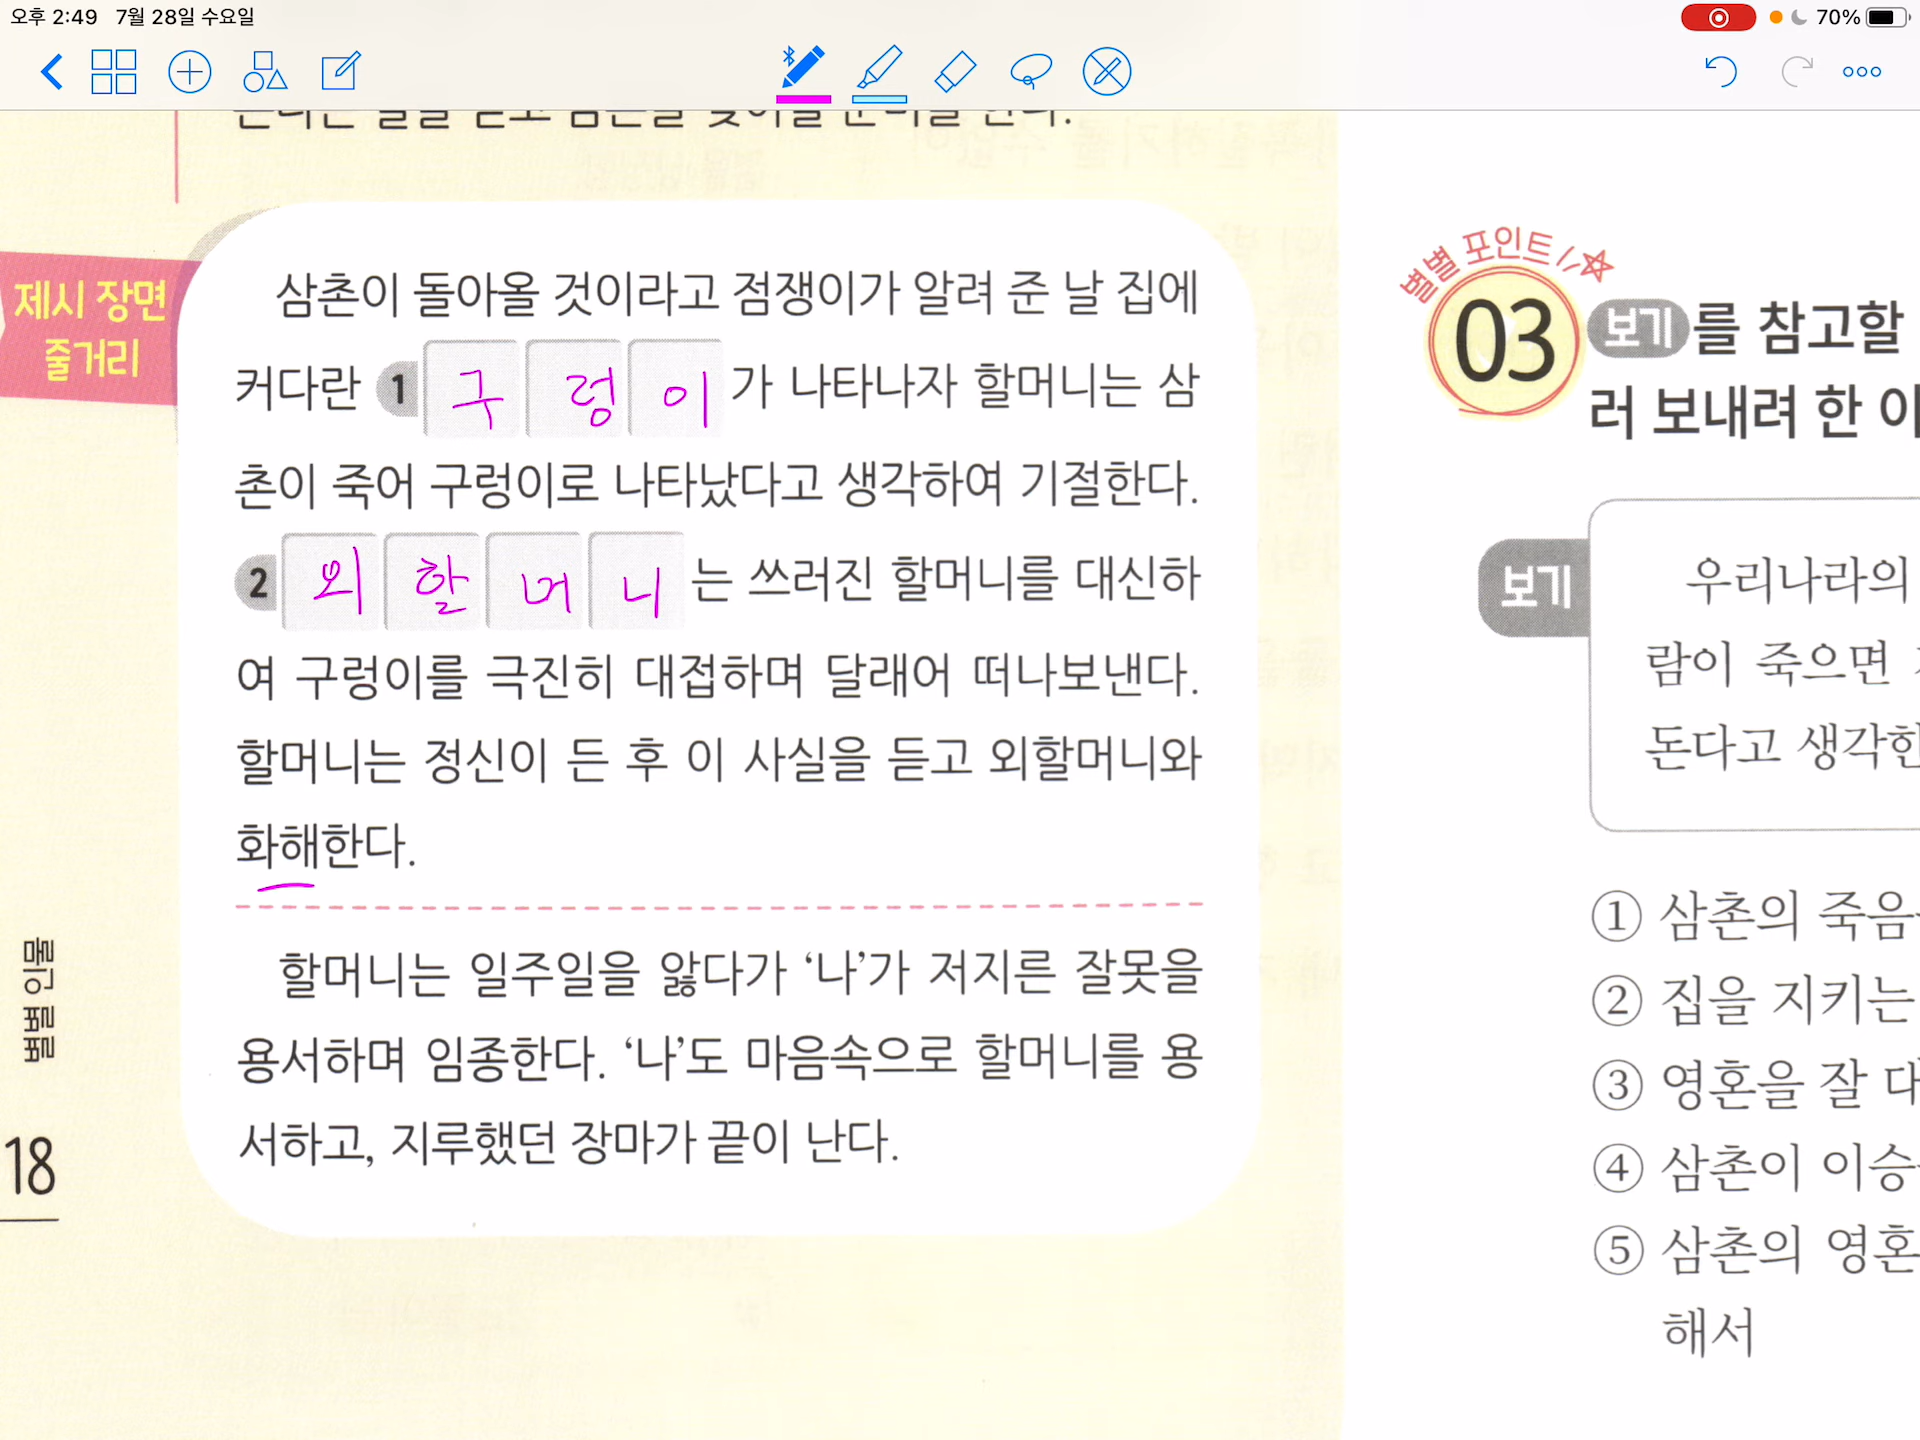 오후 2:49 7월 28일 수요일
70%
제시 장면
줄거리
삼촌이 돌아올 것이라고 점쟁이가 알려 준 날 집에
커다란 1 구렁이가 나타나자 할머니는 삼
촌이 죽어 구렁이로 나타났다고 생각하여 기절한다.
2 외할머니는 쓰러진 할머니를 대신하
여 구렁이를 극진히 대접하며 달래어 떠나보낸다.
할머니는 정신이 든 후 이 사실을 듣고 외할머니와
화해한다.
할머니는 일주일을 앓다가 ‘나’가 저지른 잘못을
용서하며 임종한다. ‘나’도 마음속으로 할머니를 용
서하고, 지루했던 장마가 끝이 난다.
별별 인물
18
별별 포인트
03 보기를 참고할
러 보내려 한 이
보기
우리나라의
람이 죽으면
돈다고 생각한
① 삼촌의 죽음
② 집을 지키는
③ 영혼을 잘 대
④ 삼촌이 이승
⑤ 삼촌의 영혼
해서